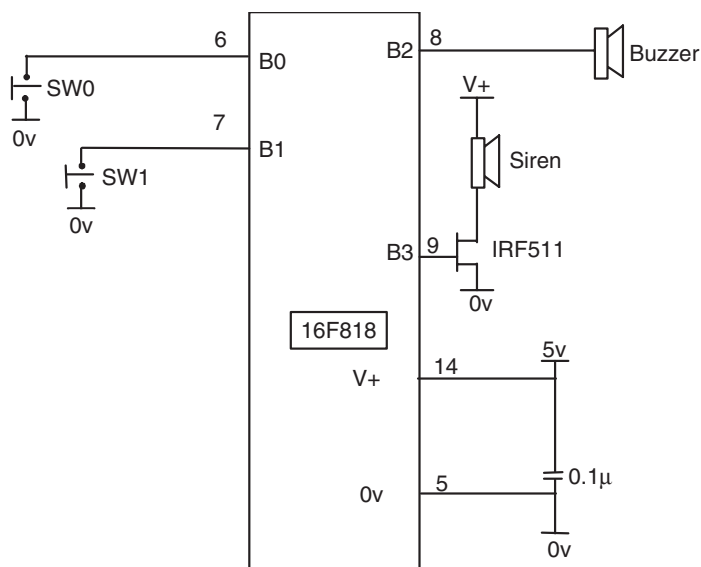 6
B0
SW0
0v
7
B1
SW1
0v
B2
8
Buzzer
V+
Siren
B3
9
IRF511
0v
16F818
V+
14
5v
0.1μ
0v
5
0v